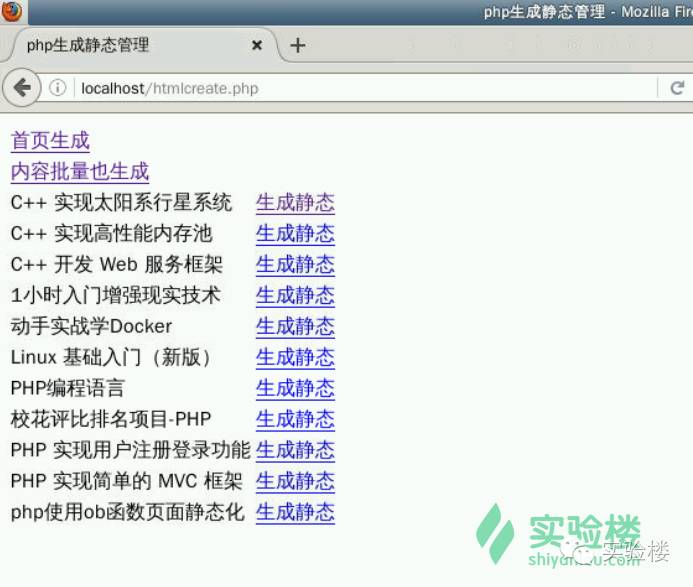 php生成静态管理 - Mozilla Fire
php生成静态管理
localhost/htmlcreate.php
首页生成
内容批量也生成
C++ 实现太阳系行星系统 生成静态
C++ 实现高性能内存池 生成静态
C++ 开发 Web 服务框架 生成静态
1小时入门增强现实技术 生成静态
动手实战学Docker 生成静态
Linux 基础入门（新版） 生成静态
PHP编程语言 生成静态
校花评比排名项目-PHP 生成静态
PHP 实现用户注册登录功能 生成静态
PHP 实现简单的 MVC 框架 生成静态
php使用ob函数页面静态化 生成静态
实验楼
实验楼